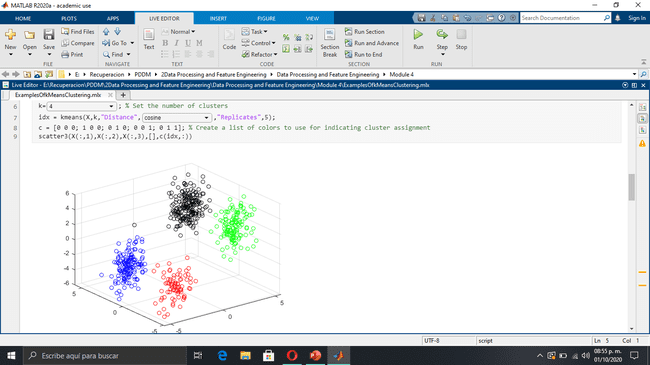 MATLAB R2020a - academic use
HOME PLOTS APPS LIVE EDITOR INSERT FIGURE VIEW Search Documentation Sign In
New Open Save Find Files Compare Print Go To Find Text Normal B I U M Code Task Control Refactor Section Break Run Section Run and Advance Run to End Run Step Stop
FILE NAVIGATE TEXT CODE SECTION RUN
E: Recuperacion PDDM 2Data Processing and Feature Engineering Data Processing and Feature Engineering Module 4
Live Editor - E:\Recuperacion\PDDM\2Data Processing and Feature Engineering\Data Processing and Feature Engineering\Module 4\ExamplesOfkMeansClustering.mlx
ExamplesOfkMeansClustering.mlx
6 k= 4 ; % Set the number of clusters
7 idx = kmeans(X,k,"Distance", cosine ,"Replicates",5);
8 c = [0 0 0; 1 0 0; 0 1 0; 0 0 1; 0 1 1]; % Create a list of colors to use for indicating cluster assignment
9 scatter3(X(:,1),X(:,2),X(:,3),[],c(idx,:))
6
4
2
0
-2
-4
-6
5
0
-5
-5
0
5
UTF-8 script Ln 5 Col 1
Escribe aquí para buscar
08:55 p. m.
01/10/2020